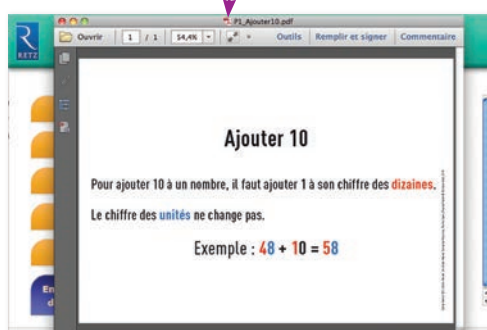 P1_Ajouter10.pdf
Ouvrir 1 / 1 54,4% Outils Remplir et signer Commentaire
RETZ
Ajouter 10
Pour ajouter 10 à un nombre, il faut ajouter 1 à son chiffre des dizaines.
Le chiffre des unités ne change pas.
Exemple : 48 + 10 = 58
En
d